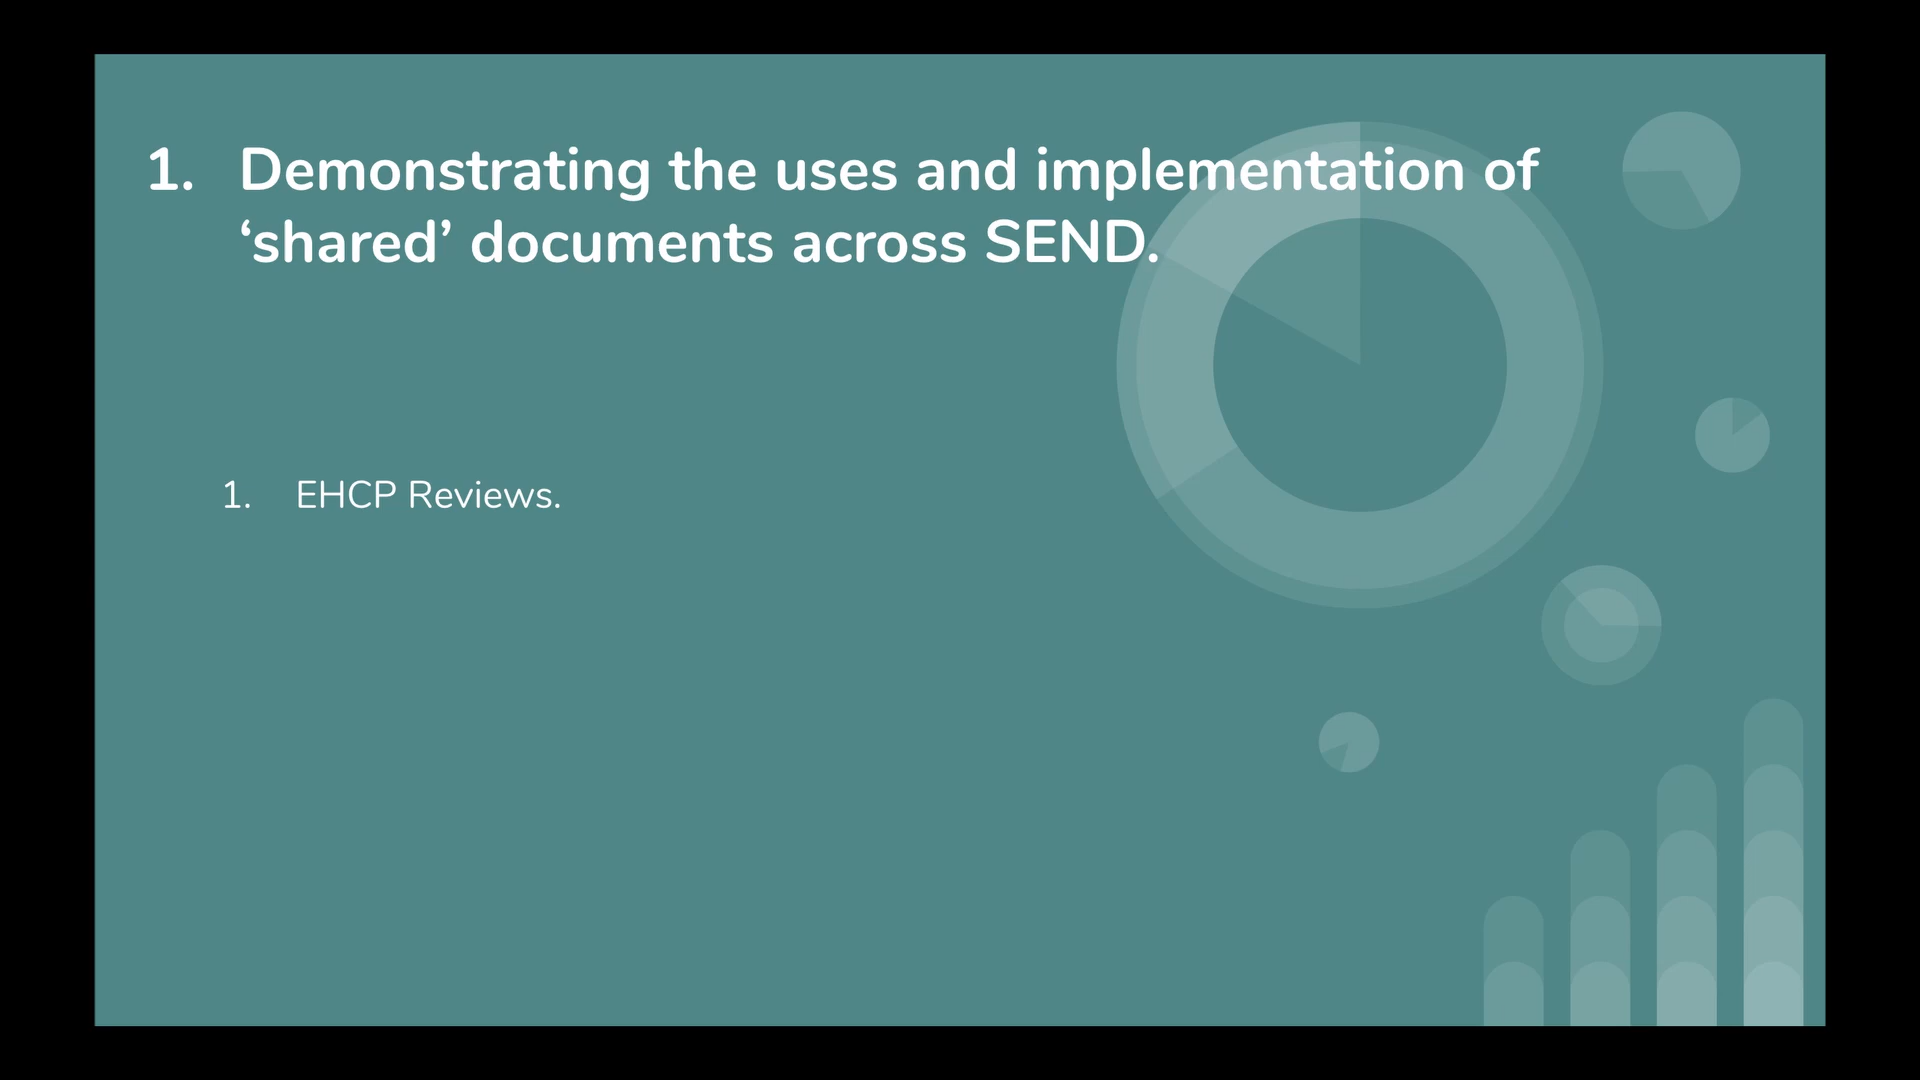 1. Demonstrating the uses and implementation of
‘shared’ documents across SEND.
1. EHCP Reviews.